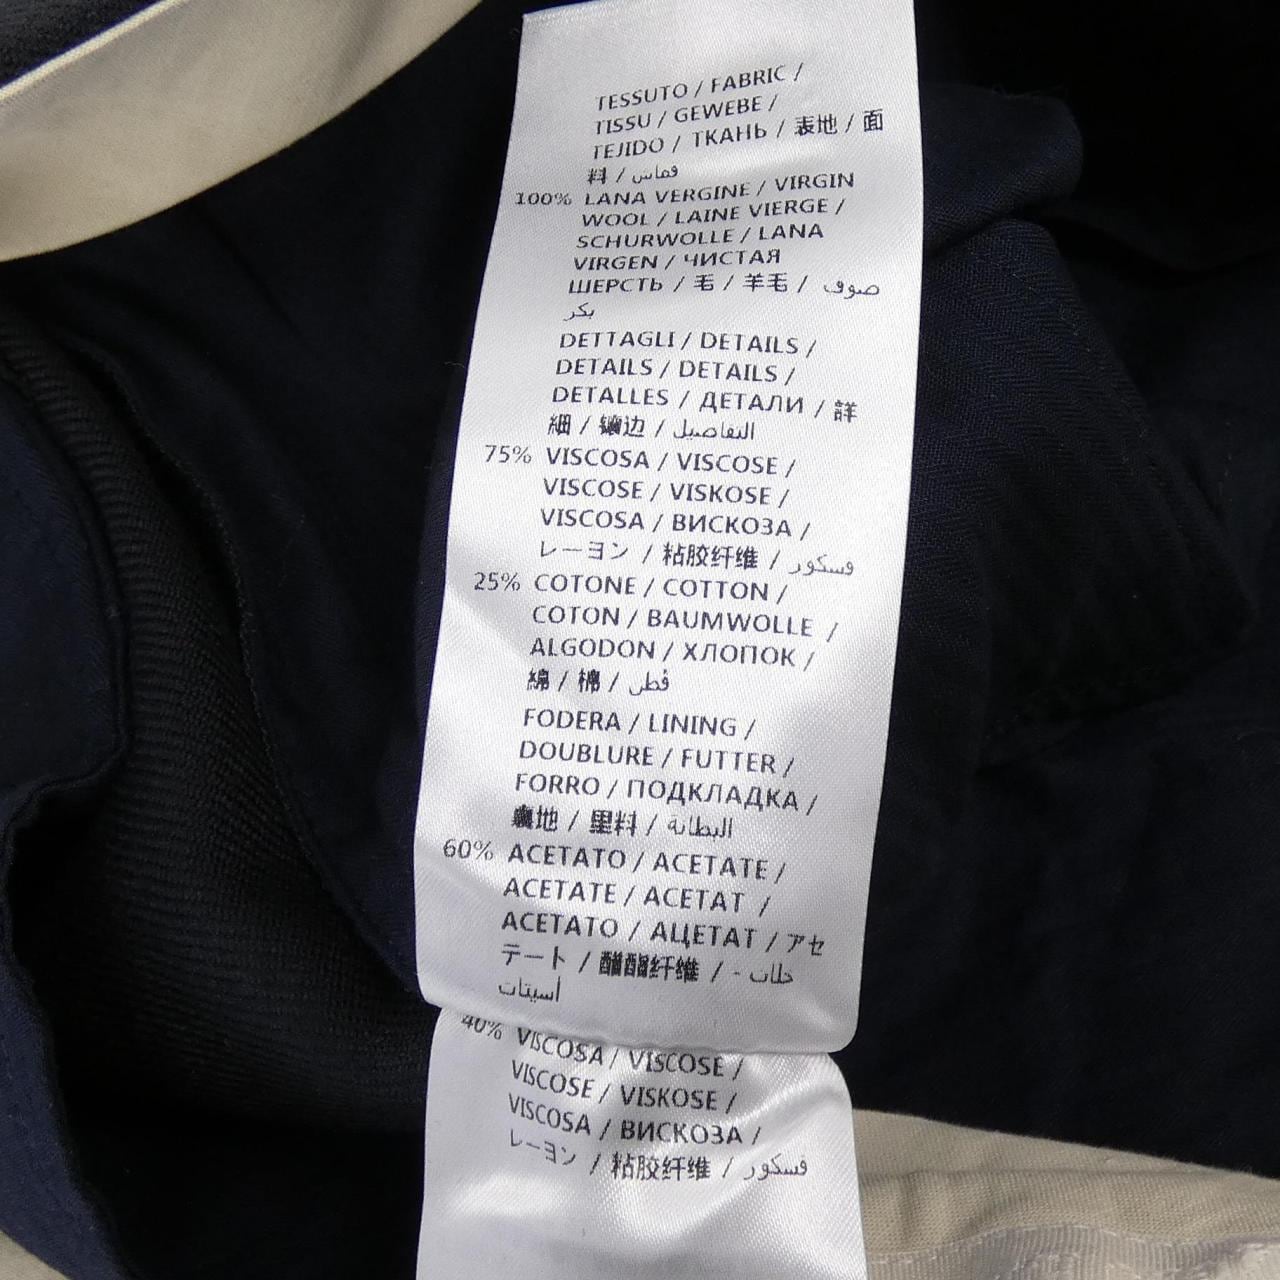 TESSUTO / FABRIC /
TISSU / GEWEBE /
TEJIDO / ТКАНЬ / 表地 / 面
料 / قماش
100% LANA VERGINE / VIRGIN
WOOL / LAINE VIERGE /
SCHURWOLLE / LANA
VIRGEN / ЧИСТАЯ
ШЕРСТЬ / 毛 / 羊毛 / صوف
بكر
DETTAGLI / DETAILS /
DETAILS / DETAILS /
DETALLES / ДЕТАЛИ / 詳
細 / 镶边 / التفاصيل
75% VISCOSA / VISCOSE /
VISCOSE / VISKOSE /
VISCOSA / ВИСКОЗА /
レーヨン / 粘胶纤维 / فسكور
25% COTONE / COTTON /
COTON / BAUMWOLLE /
ALGODON / ХЛОПОК /
綿 / 棉 / قطن
FODERA / LINING /
DOUBLURE / FUTTER /
FORRO / ПОДКЛАДКА /
裏地 / 里料 / البطانة
60% ACETATO / ACETATE /
ACETATE / ACETAT /
ACETATO / АЦЕТАТ / アセ
テート / 醋酯纤维 / - خلات
أسيتات
40% VISCOSA / VISCOSE /
VISCOSE / VISKOSE /
VISCOSA / ВИСКОЗА /
レーヨン / 粘胶纤维 / فسكور